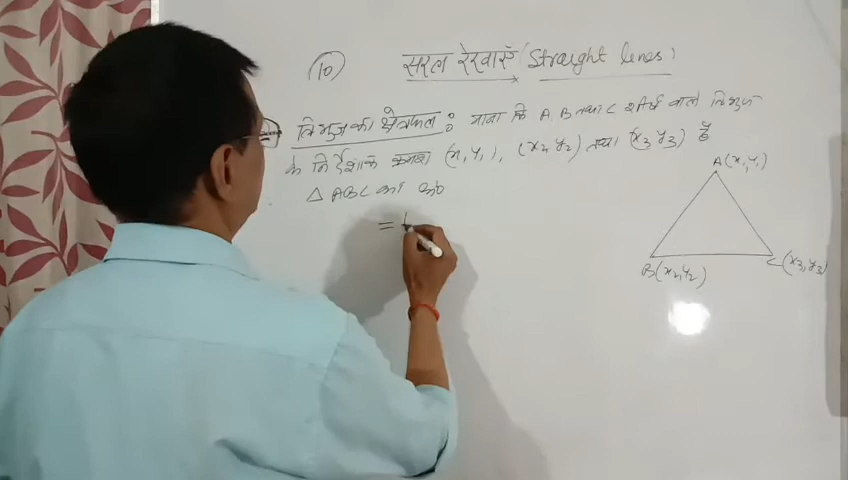 (10) सरल रेखाएँ / Straight lines :
त्रिभुज का क्षेत्रफल : माना कि A, B तथा C शीर्ष वाले त्रिभुज
के निर्देशांक क्रमशः (x, y₁), (x₂ y₂) तथा (x₃ y₃) है
△ ABC का क्षे०
=
A(x₁, y₁)
B(x₂, y₂)
C(x₃, y₃)